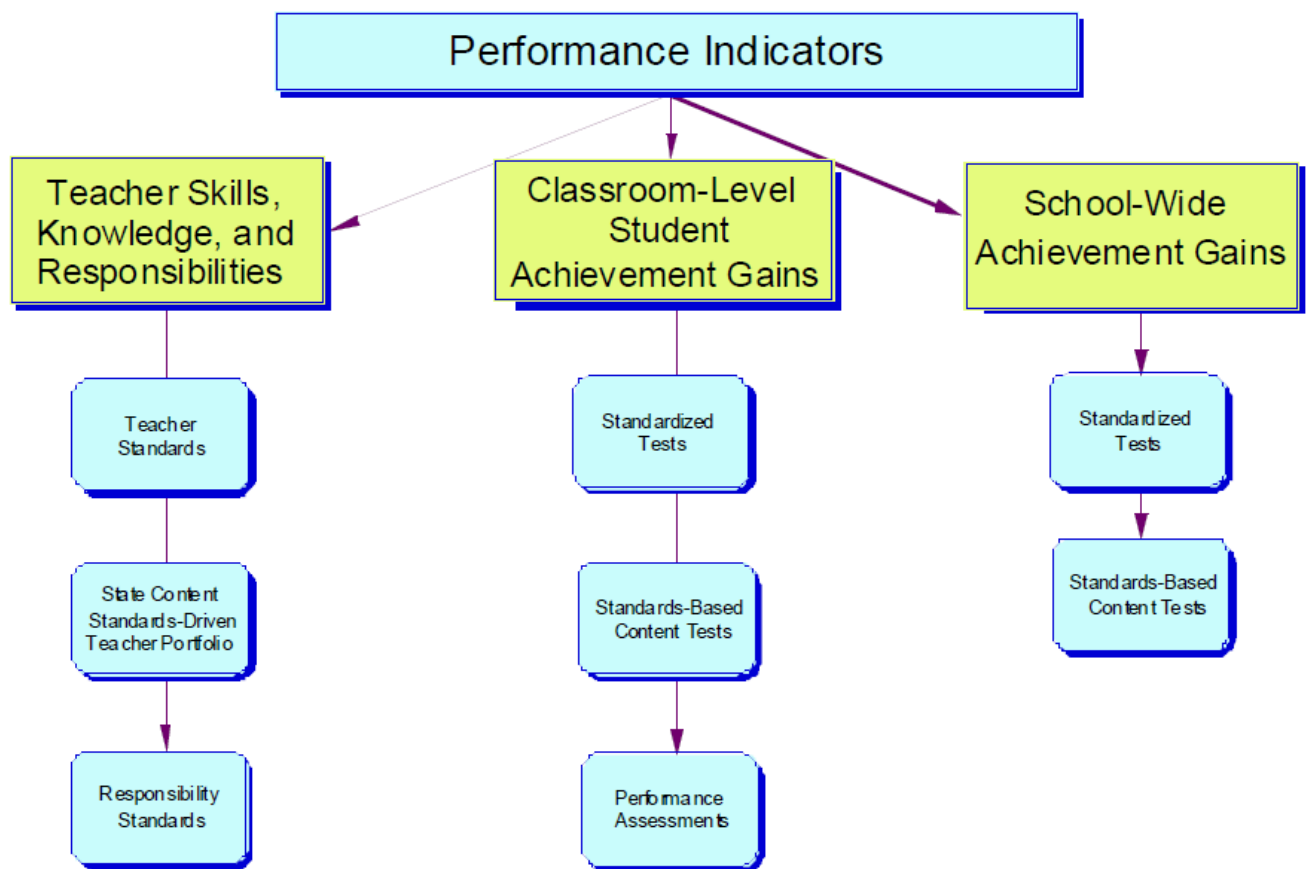 Performance Indicators
Teacher Skills,
Knowledge, and
Responsibilities
Classroom-Level
Student
Achievement Gains
School-Wide
Achievement Gains
Teacher
Standards
State Content
Standards-Driven
Teacher Portfolio
Responsibility
Standards
Standardized
Tests
Standards-Based
Content Tests
Performance
Assessments
Standardized
Tests
Standards-Based
Content Tests